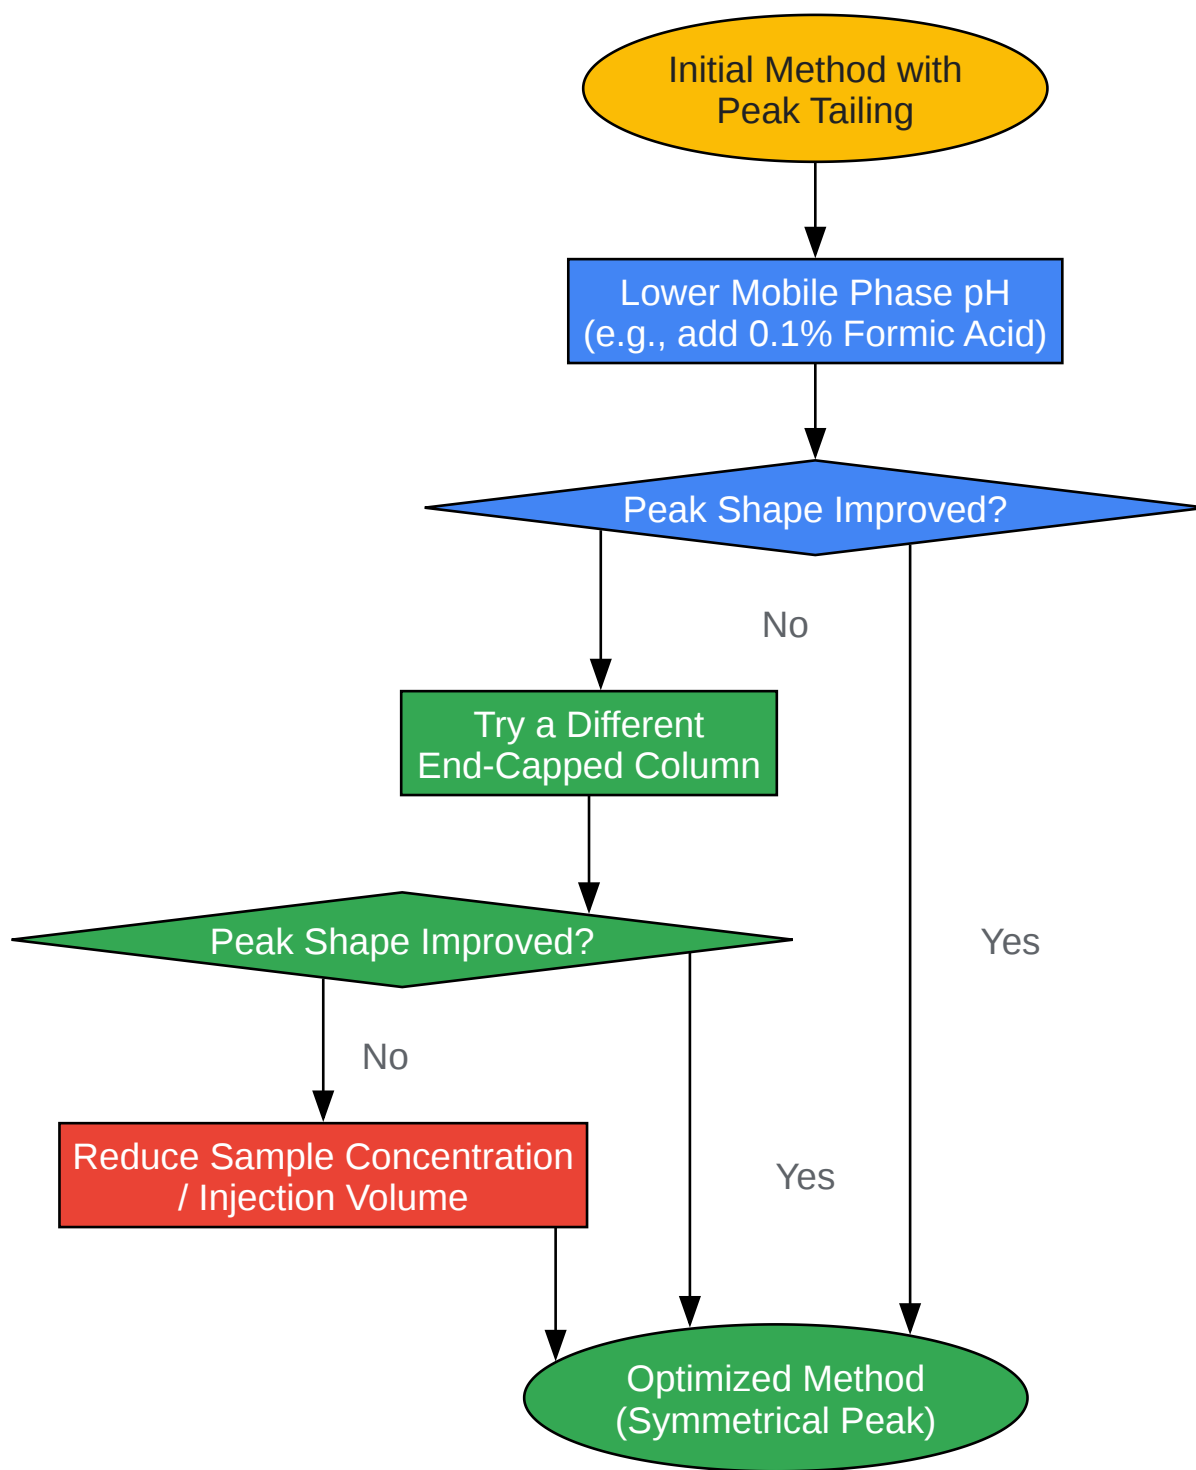 Initial Method with
Peak Tailing
Lower Mobile Phase pH
(e.g., add 0.1% Formic Acid)
Peak Shape Improved?
No
Try a Different
End-Capped Column
Peak Shape Improved?
Yes
No
Reduce Sample Concentration
/ Injection Volume
Yes
Optimized Method
(Symmetrical Peak)